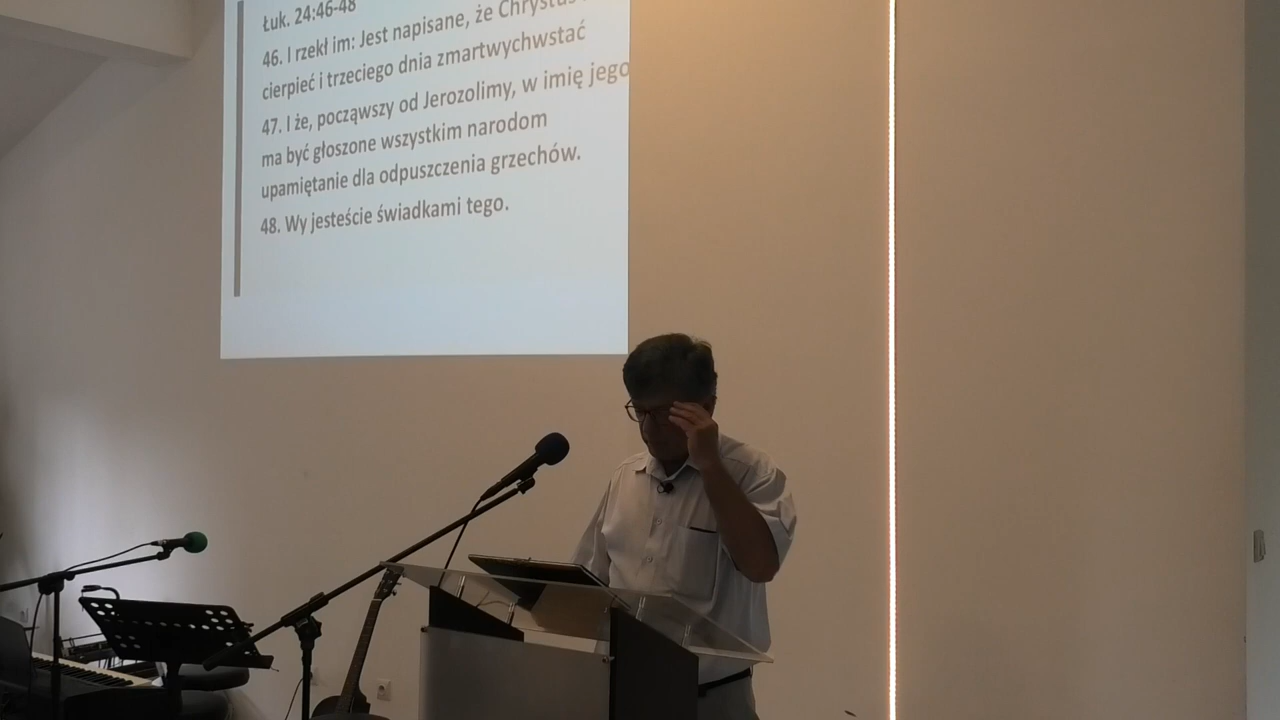 Łuk. 24:46-48
46. I rzekł im: Jest napisane, że Chrystus
cierpieć i trzeciego dnia zmartwychwstać
47. I że, począwszy od Jerozolimy, w imię jego
ma być głoszone wszystkim narodom
upamiętanie dla odpuszczenia grzechów.
48. Wy jesteście świadkami tego.